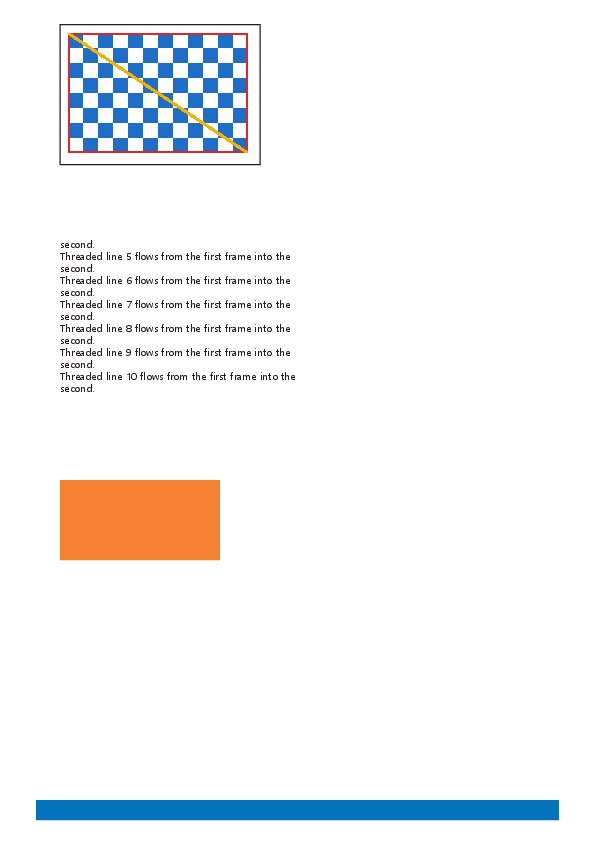 second.
Threaded line 5 flows from the first frame into the
second.
Threaded line 6 flows from the first frame into the
second.
Threaded line 7 flows from the first frame into the
second.
Threaded line 8 flows from the first frame into the
second.
Threaded line 9 flows from the first frame into the
second.
Threaded line 10 flows from the first frame into the
second.